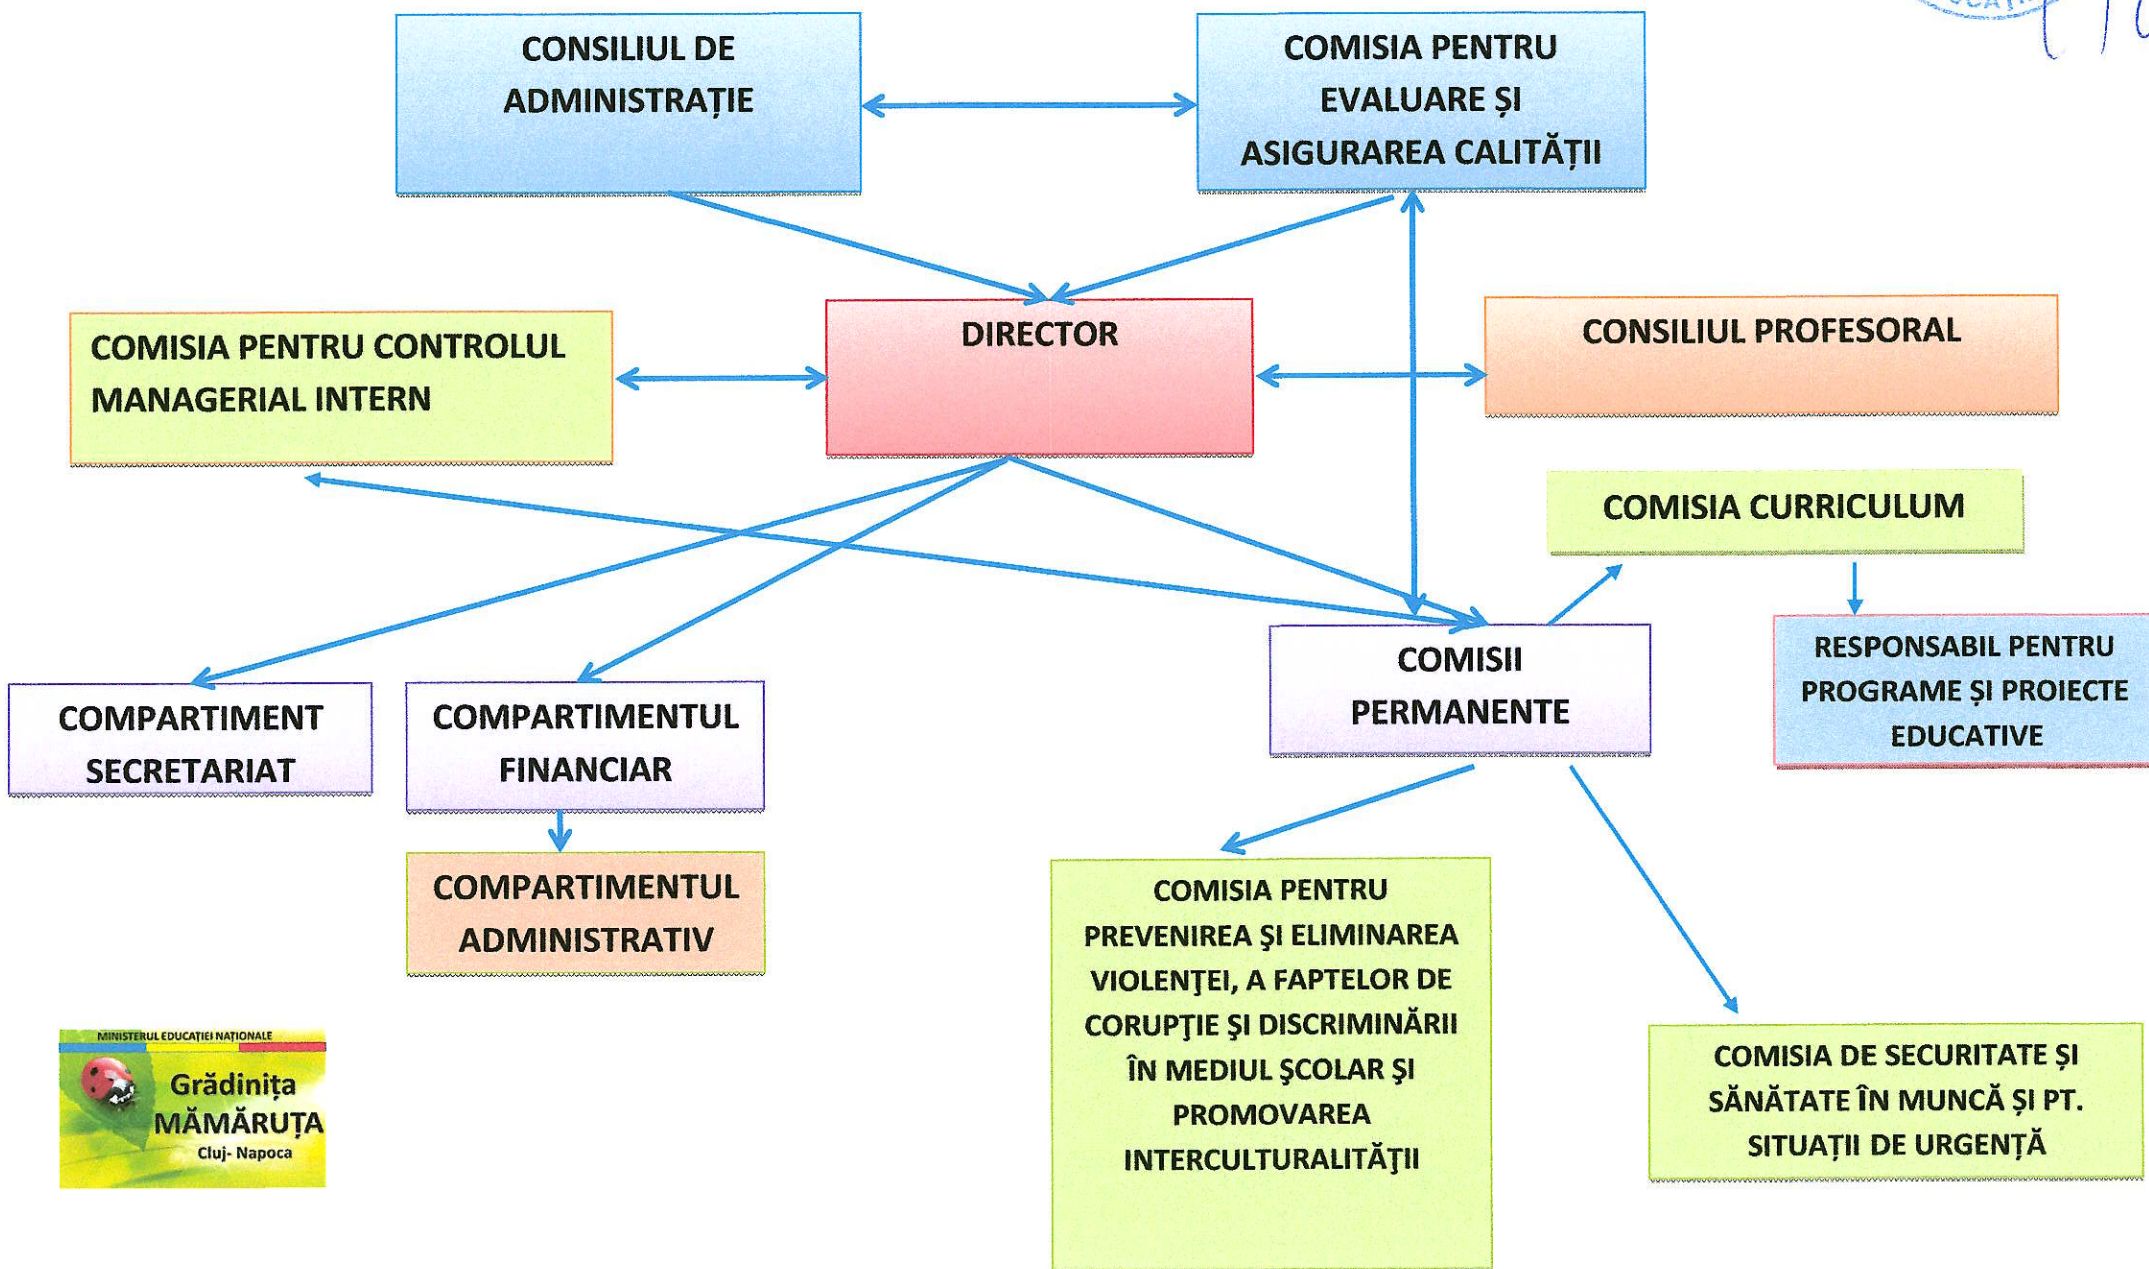 CONSILIUL DE
ADMINISTRAȚIE
COMISIA PENTRU
EVALUARE ȘI
ASIGURAREA CALITĂȚII
COMISIA PENTRU CONTROLUL
MANAGERIAL INTERN
DIRECTOR
CONSILIUL PROFESORAL
COMISIA CURRICULUM
COMPARTIMENT
SECRETARIAT
COMPARTIMENTUL
FINANCIAR
COMISII
PERMANENTE
RESPONSABIL PENTRU
PROGRAME ȘI PROIECTE
EDUCATIVE
COMPARTIMENTUL
ADMINISTRATIV
COMISIA PENTRU
PREVENIREA ŞI ELIMINAREA
VIOLENŢEI, A FAPTELOR DE
CORUPŢIE ŞI DISCRIMINĂRII
ÎN MEDIUL ŞCOLAR ŞI
PROMOVAREA
INTERCULTURALITĂŢII
COMISIA DE SECURITATE ȘI
SĂNĂTATE ÎN MUNCĂ ȘI PT.
SITUAȚII DE URGENȚĂ
MINISTERUL EDUCAȚIEI NAȚIONALE
Grădinița
MĂMĂRUȚA
Cluj- Napoca